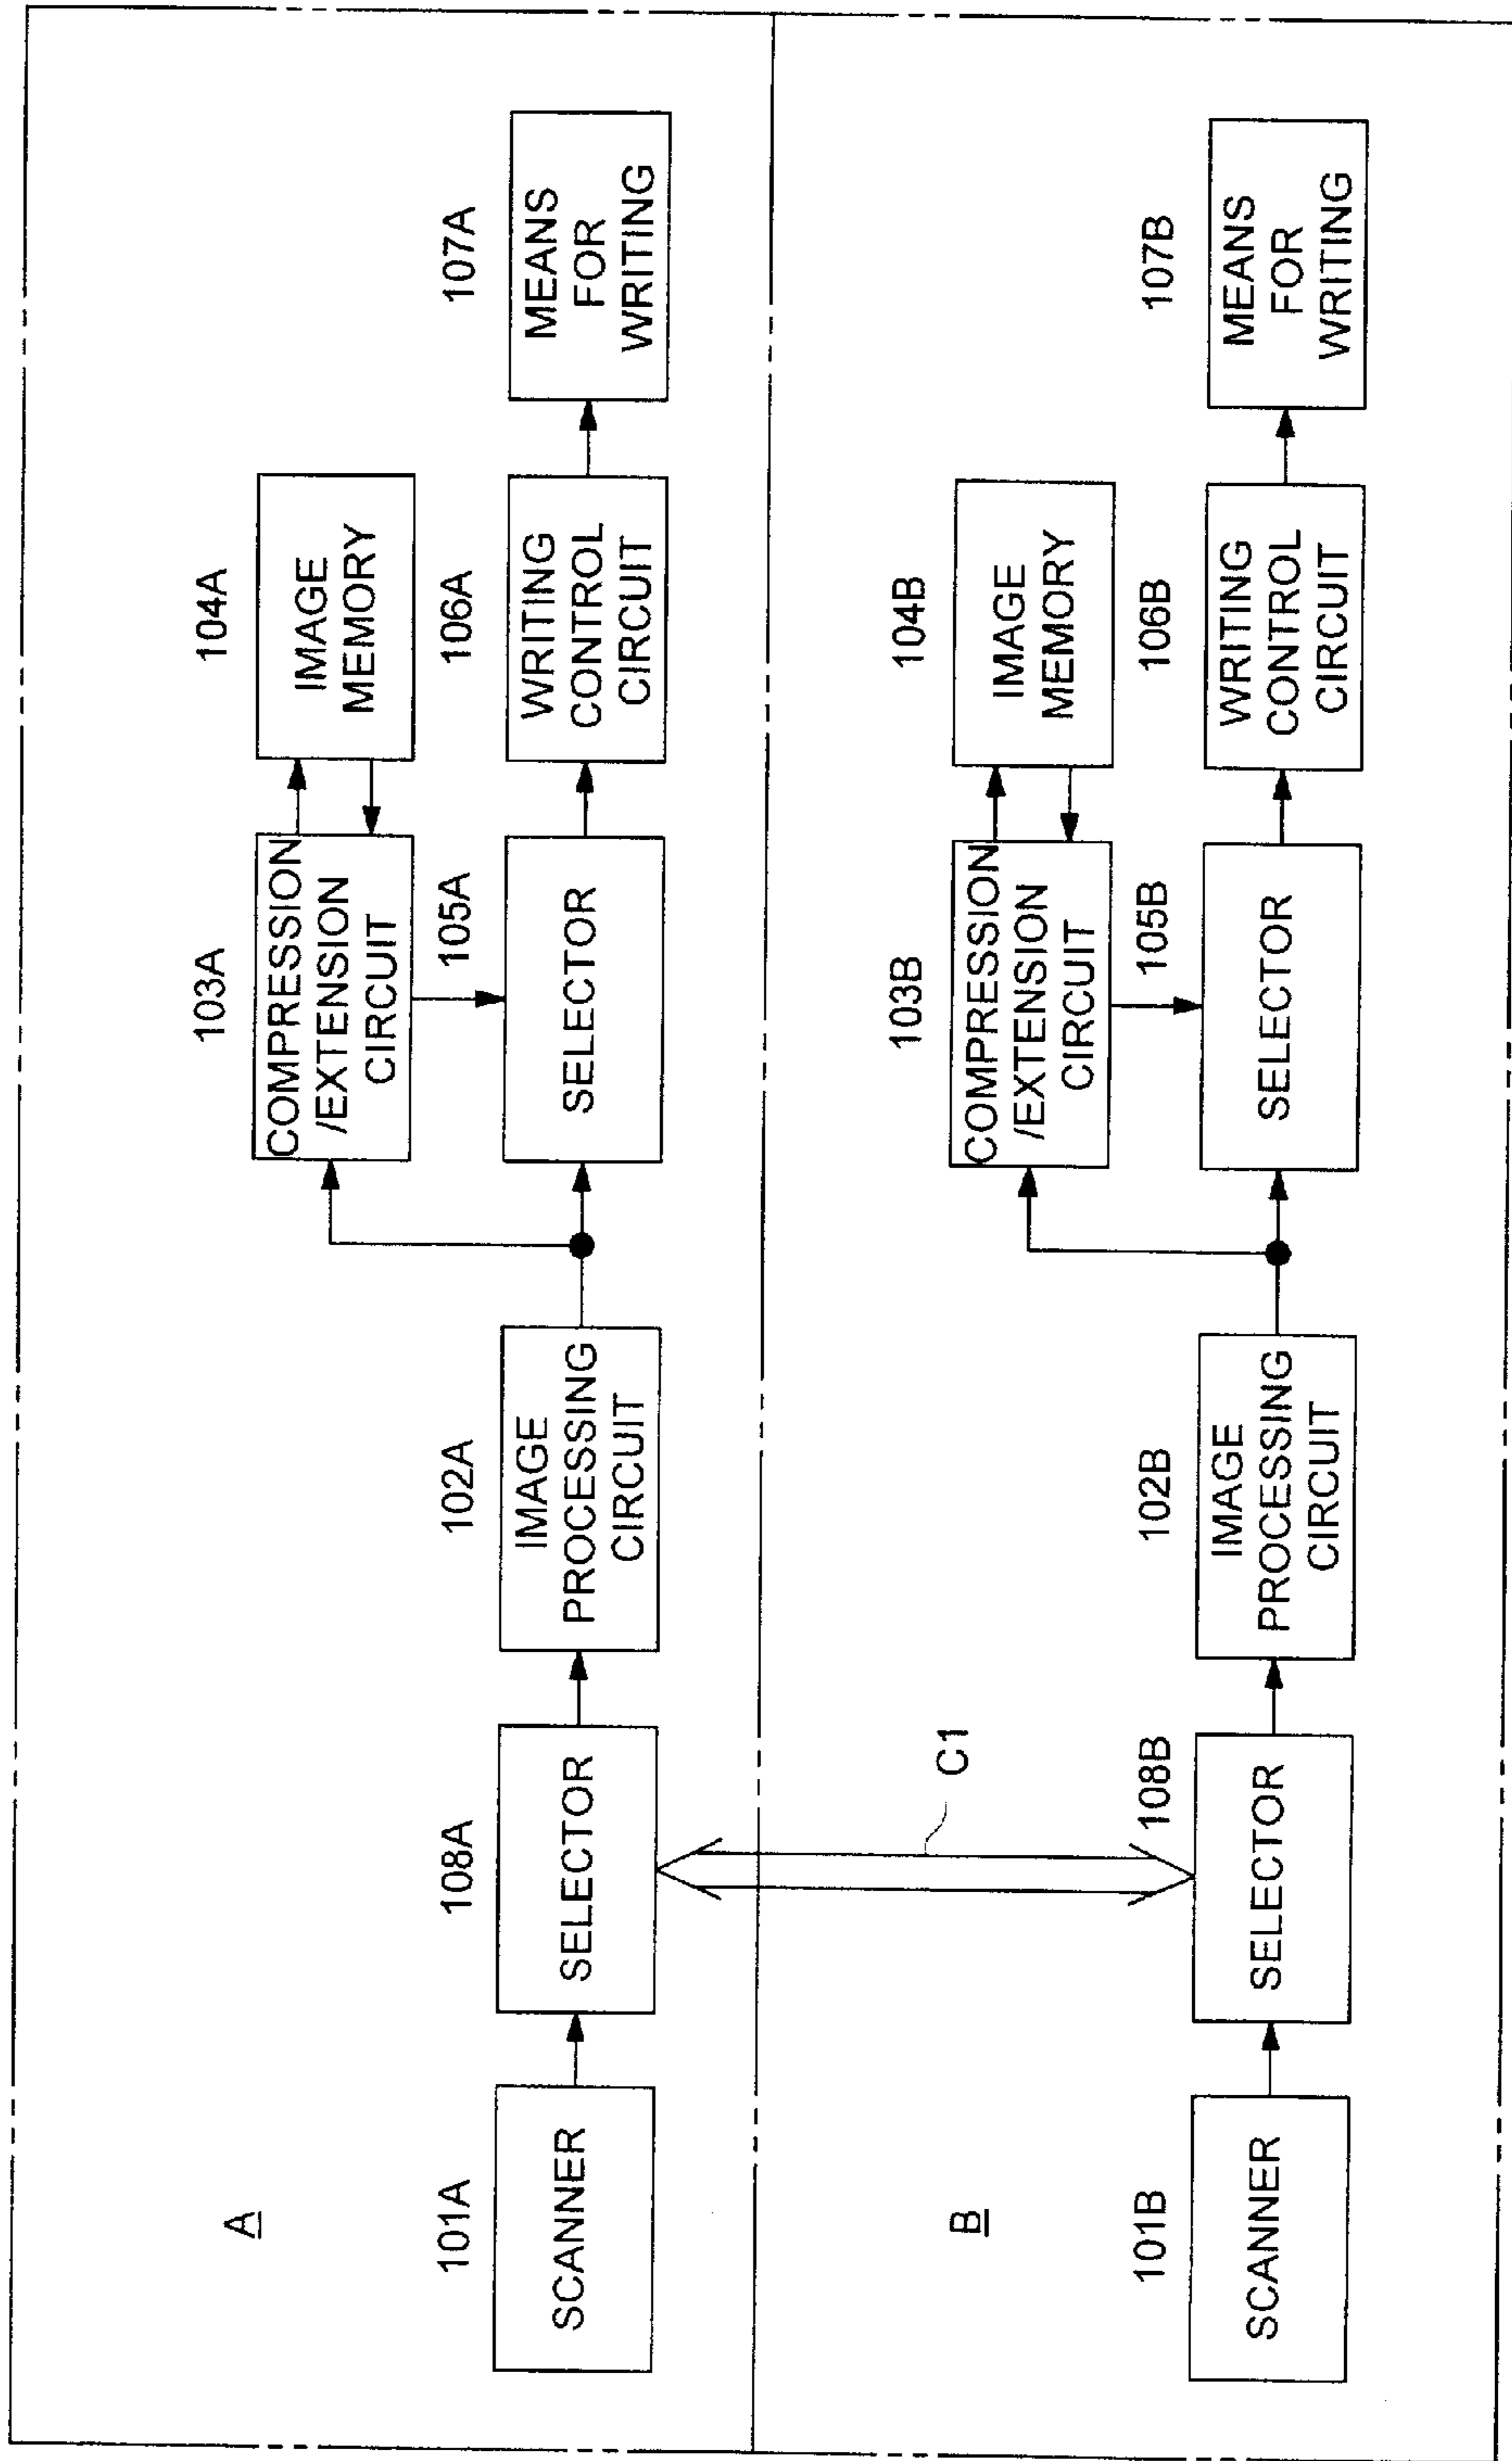 A
101A
SCANNER
108A
SELECTOR
102A
IMAGE
PROCESSING
CIRCUIT
103A
COMPRESSION
/EXTENSION
CIRCUIT
104A
IMAGE
MEMORY
105A
SELECTOR
106A
WRITING
CONTROL
CIRCUIT
107A
MEANS
FOR
WRITING
C1
B
101B
SCANNER
108B
SELECTOR
102B
IMAGE
PROCESSING
CIRCUIT
103B
COMPRESSION
/EXTENSION
CIRCUIT
104B
IMAGE
MEMORY
105B
SELECTOR
106B
WRITING
CONTROL
CIRCUIT
107B
MEANS
FOR
WRITING